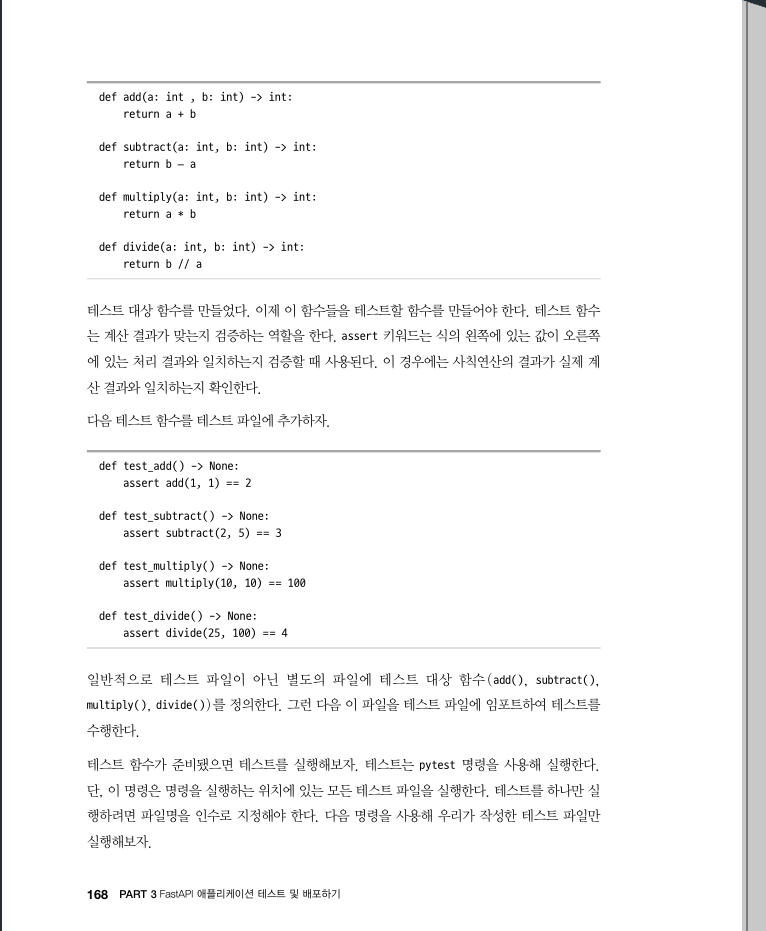 def add(a: int , b: int) -> int:
    return a + b
def subtract(a: int, b: int) -> int:
    return b – a
def multiply(a: int, b: int) -> int:
    return a * b
def divide(a: int, b: int) -> int:
    return b // a
테스트 대상 함수를 만들었다. 이제 이 함수들을 테스트할 함수를 만들어야 한다. 테스트 함수
는 계산 결과가 맞는지 검증하는 역할을 한다. assert 키워드는 식의 왼쪽에 있는 값이 오른쪽
에 있는 처리 결과와 일치하는지 검증할 때 사용된다. 이 경우에는 사칙연산의 결과가 실제 계
산 결과와 일치하는지 확인한다.
다음 테스트 함수를 테스트 파일에 추가하자.
def test_add() -> None:
    assert add(1, 1) == 2
def test_subtract() -> None:
    assert subtract(2, 5) == 3
def test_multiply() -> None:
    assert multiply(10, 10) == 100
def test_divide() -> None:
    assert divide(25, 100) == 4
일반적으로 테스트 파일이 아닌 별도의 파일에 테스트 대상 함수(add(), subtract(),
multiply(), divide())를 정의한다. 그런 다음 이 파일을 테스트 파일에 임포트하여 테스트를
수행한다.
테스트 함수가 준비됐으면 테스트를 실행해보자. 테스트는 pytest 명령을 사용해 실행한다.
단, 이 명령은 명령을 실행하는 위치에 있는 모든 테스트 파일을 실행한다. 테스트를 하나만 실
행하려면 파일명을 인수로 지정해야 한다. 다음 명령을 사용해 우리가 작성한 테스트 파일만
실행해보자.
168 PART 3 FastAPI 애플리케이션 테스트 및 배포하기